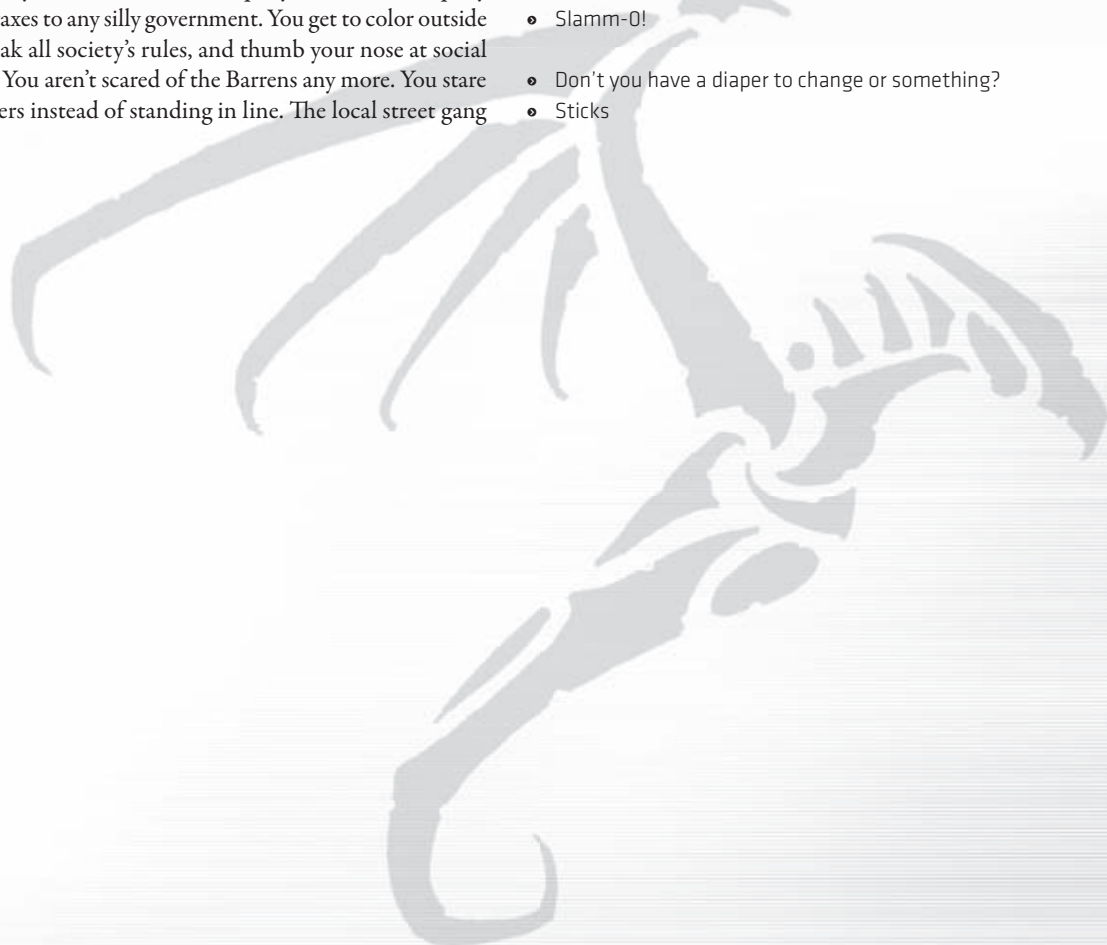 axes to any silly government. You get to color outside
ak all society's rules, and thumb your nose at social
You aren't scared of the Barrens any more. You stare
ers instead of standing in line. The local street gang
• Slamm-0!
• Don't you have a diaper to change or something?
• Sticks